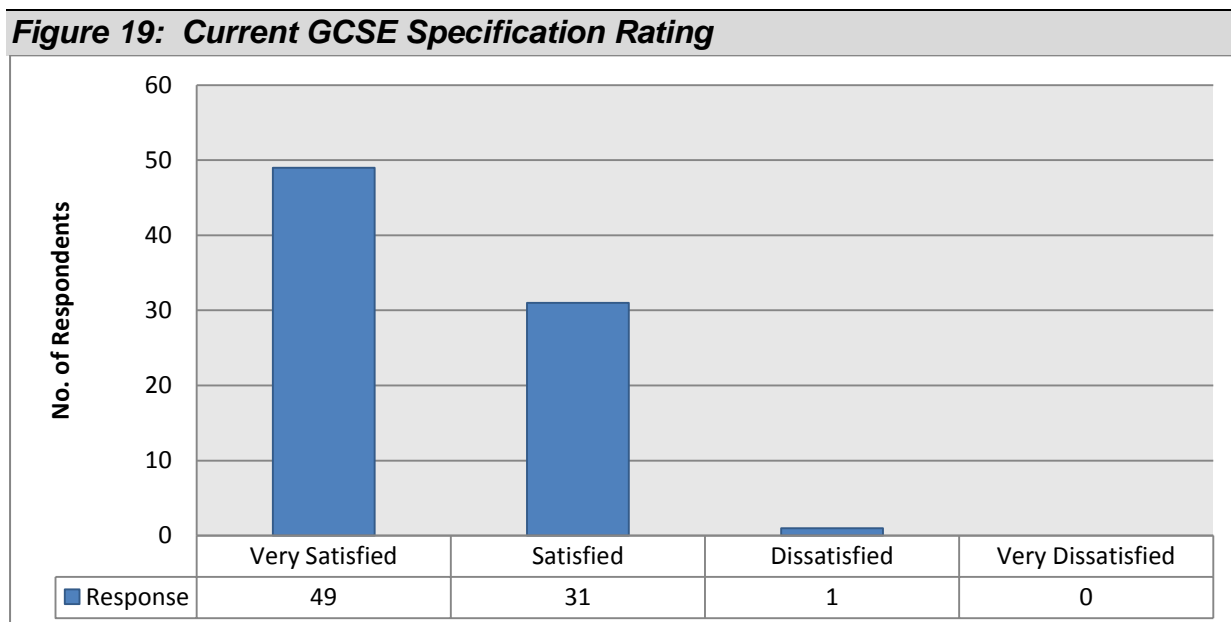 Figure 19: Current GCSE Specification Rating
60
50
40
30
20
10
0
No. of Respondents
Very Satisfied Satisfied Dissatisfied Very Dissatisfied
Response 49 31 1 0